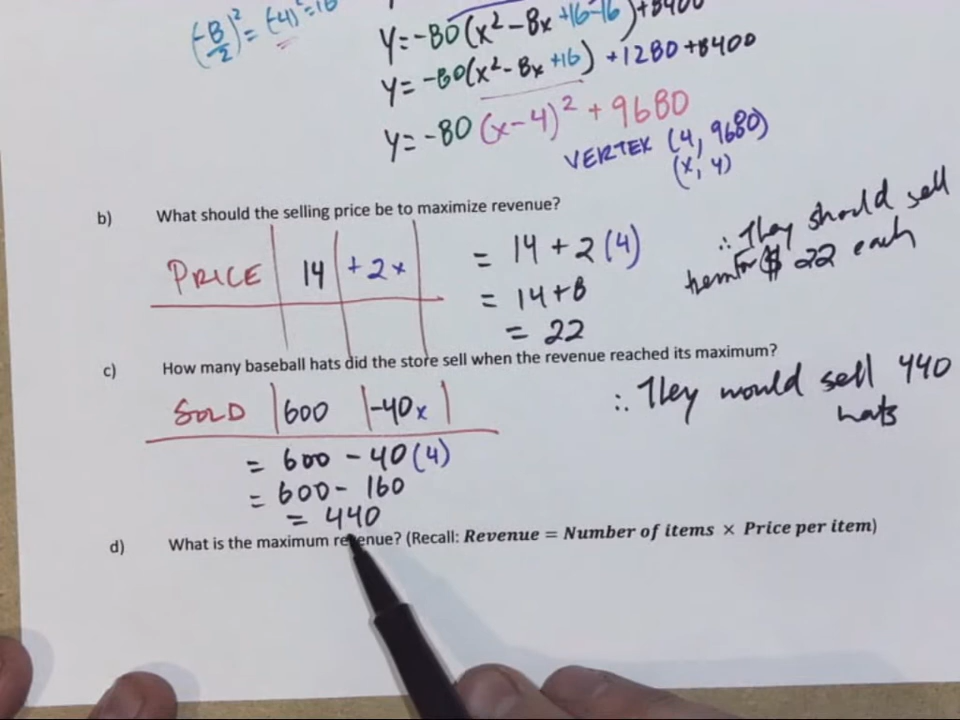 (-8/2)² = (-4)² = 16
y = -80(x² - 8x +16 -16) + 8400
y = -80(x² - 8x +16) + 1280 + 8400
y = -80(x-4)² + 9680
VERTEX (4, 9680)
(x, y)
b) What should the selling price be to maximize revenue?
PRICE | 14 | +2x |
= 14 + 2(4)
= 14 + 8
= 22
∴ They should sell
them for $22 each
c) How many baseball hats did the store sell when the revenue reached its maximum?
SOLD | 600 | -40x |
= 600 - 40(4)
= 600 - 160
= 440
∴ They would sell 440
hats
d) What is the maximum revenue? (Recall: Revenue = Number of items × Price per item)